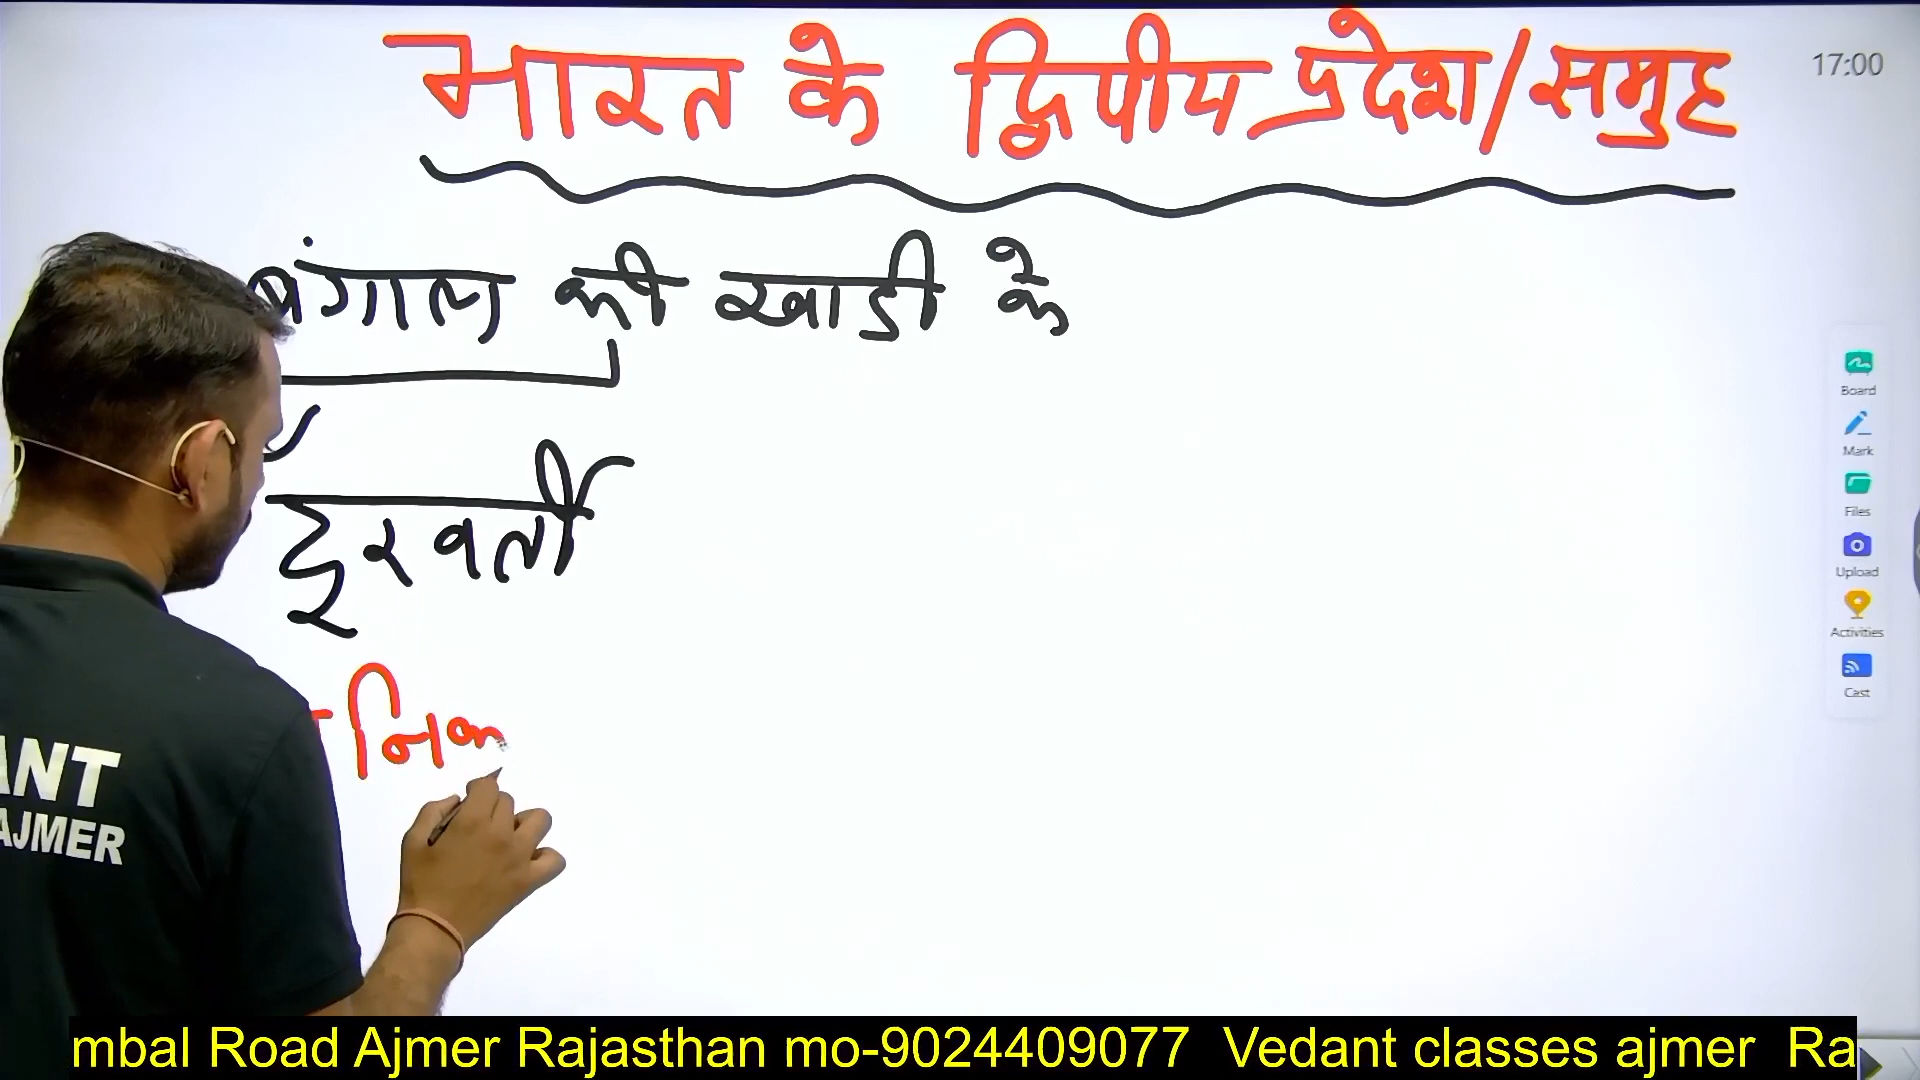 भारत के द्विपीय प्रदेश/समुह
17:00
बंगाल की खाडी के
दूरवर्ती
निक
Board
Mark
Files
Upload
Activities
Cast
ANT
AJMER
mbal Road Ajmer Rajasthan mo-9024409077 Vedant classes ajmer Ra